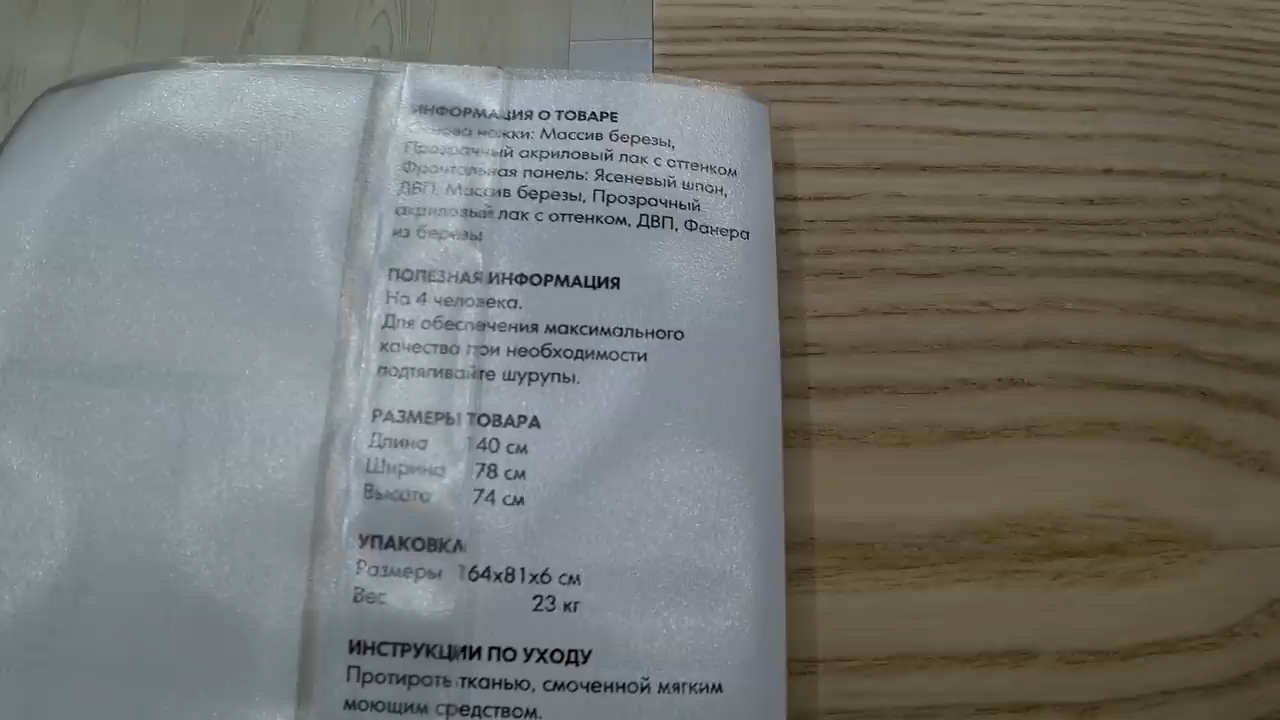 ИНФОРМАЦИЯ О ТОВАРЕ
Основа ножки: Массив березы,
Прозрачный акриловый лак с оттенком
Фронтальная панель: Ясеневый шпон,
ДВП, Массив березы, Прозрачный
акриловый лак с оттенком, ДВП, Фанера
из березы
ПОЛЕЗНАЯ ИНФОРМАЦИЯ
На 4 человека.
Для обеспечения максимального
качества при необходимости
подтягивайте шурупы.
РАЗМЕРЫ ТОВАРА
Длина 140 см
Ширина 78 см
Высота 74 см
УПАКОВКА
Размеры 164x81x6 см
Вес 23 кг
ИНСТРУКЦИИ ПО УХОДУ
Протирать тканью, смоченной мягким
моющим средством.